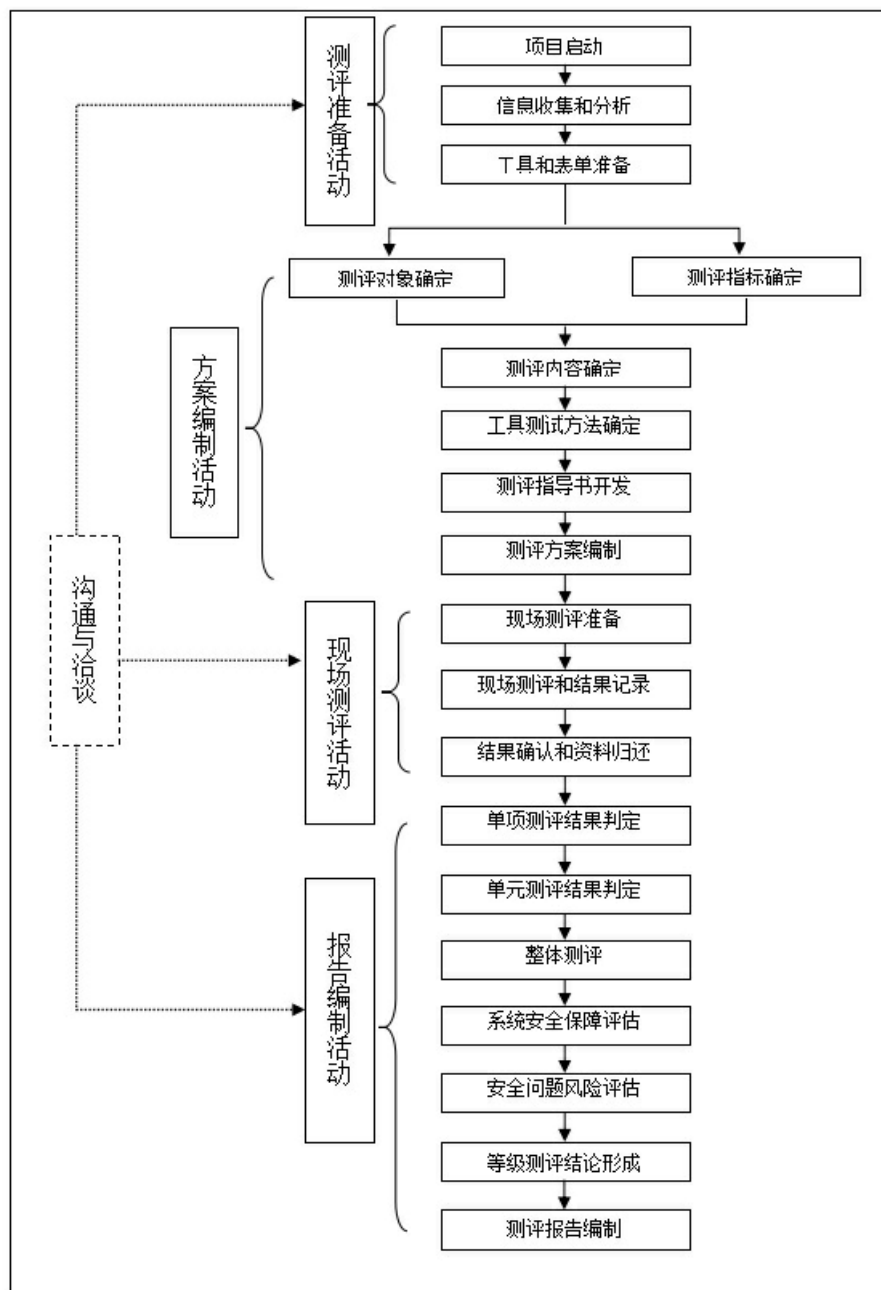 测评准备活动
项目启动
信息收集和分析
工具和表单准备
测评对象确定
测评指标确定
方案编制活动
测评内容确定
工具测试方法确定
测评指导书开发
测评方案编制
沟通与洽谈
现场测评活动
现场测评准备
现场测评和结果记录
结果确认和资料归还
报告编制活动
单项测评结果判定
单元测评结果判定
整体测评
系统安全保障评估
安全问题风险评估
等级测评结论形成
测评报告编制